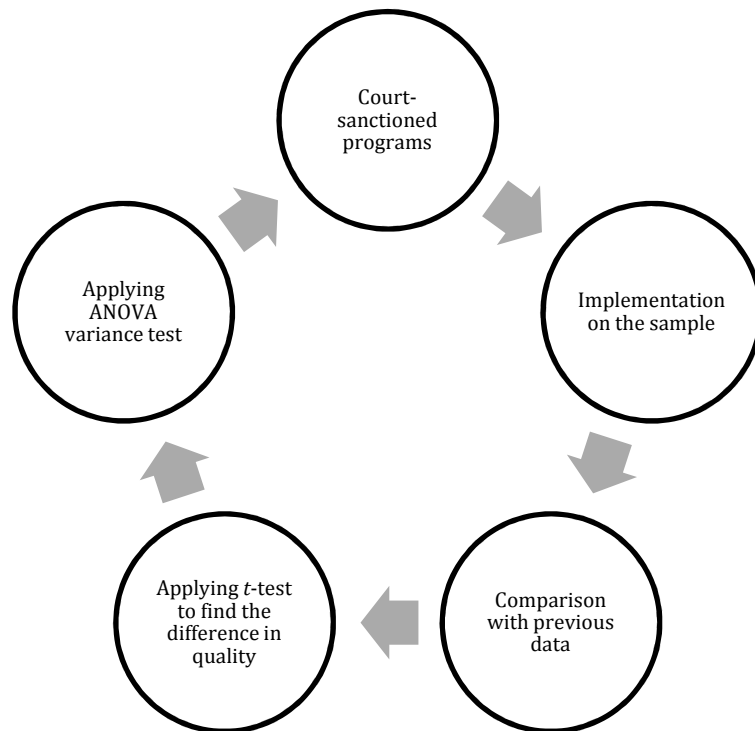 Court-
sanctioned
programs
Implementation
on the sample
Comparison
with previous
data
Applying t-test
to find the
difference in
quality
Applying
ANOVA
variance test